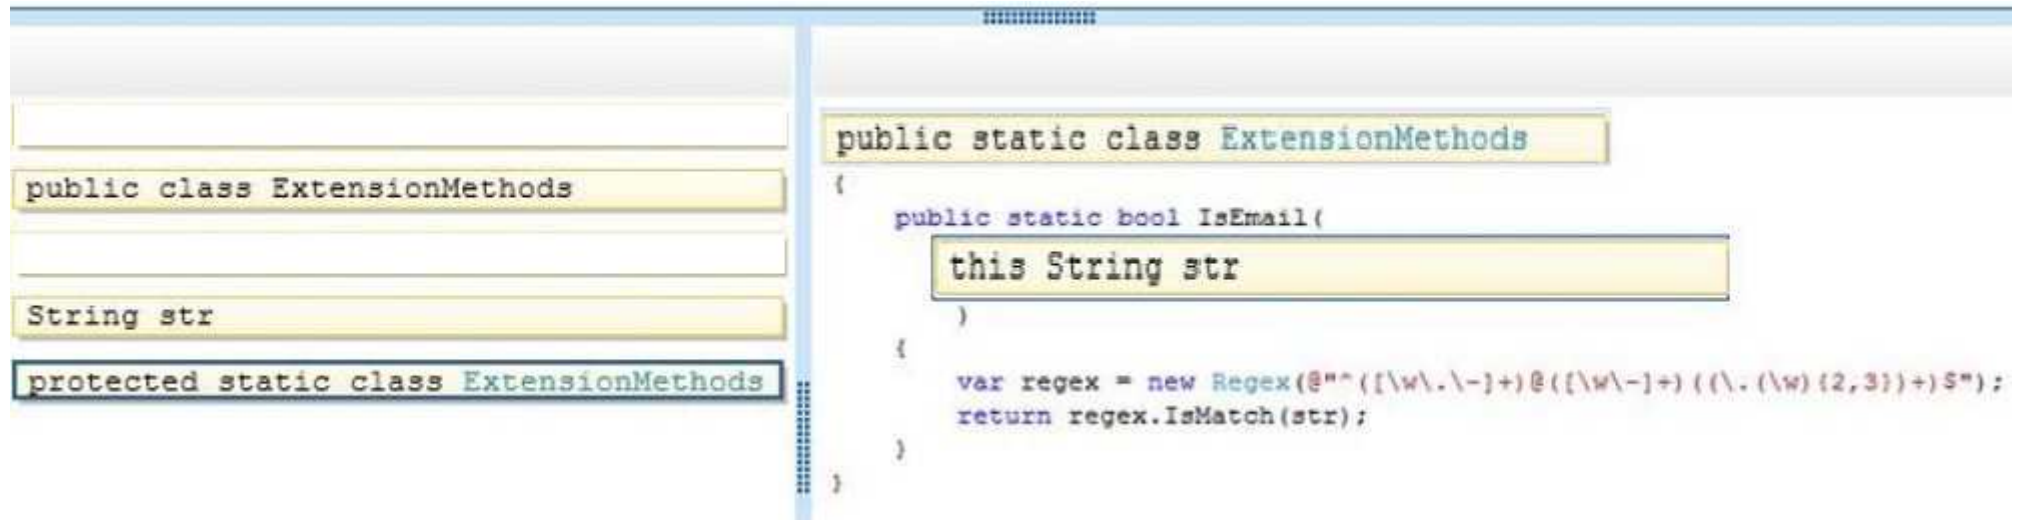 public class ExtensionMethods
String str
protected static class ExtensionMethods
public static class ExtensionMethods
{
public static bool IsEmail(
this String str
)
{
var regex = new Regex(@"^([\w\.\-]+)@([\w\-]+)((\.(\w){2,3})+)$");
return regex.IsMatch(str);
}
}